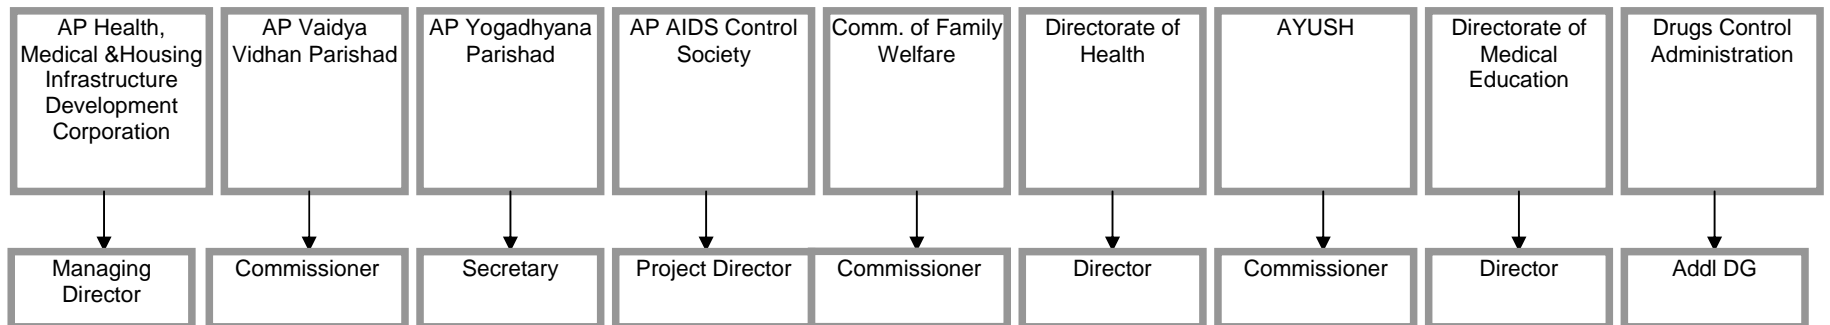 AP Health,
Medical &Housing
Infrastructure
Development
Corporation
AP Vaidya
Vidhan Parishad
AP Yogadhyana
Parishad
AP AIDS Control
Society
Comm. of Family
Welfare
Directorate of
Health
AYUSH
Directorate of
Medical
Education
Drugs Control
Administration
Managing
Director
Commissioner
Secretary
Project Director
Commissioner
Director
Commissioner
Director
Addl DG